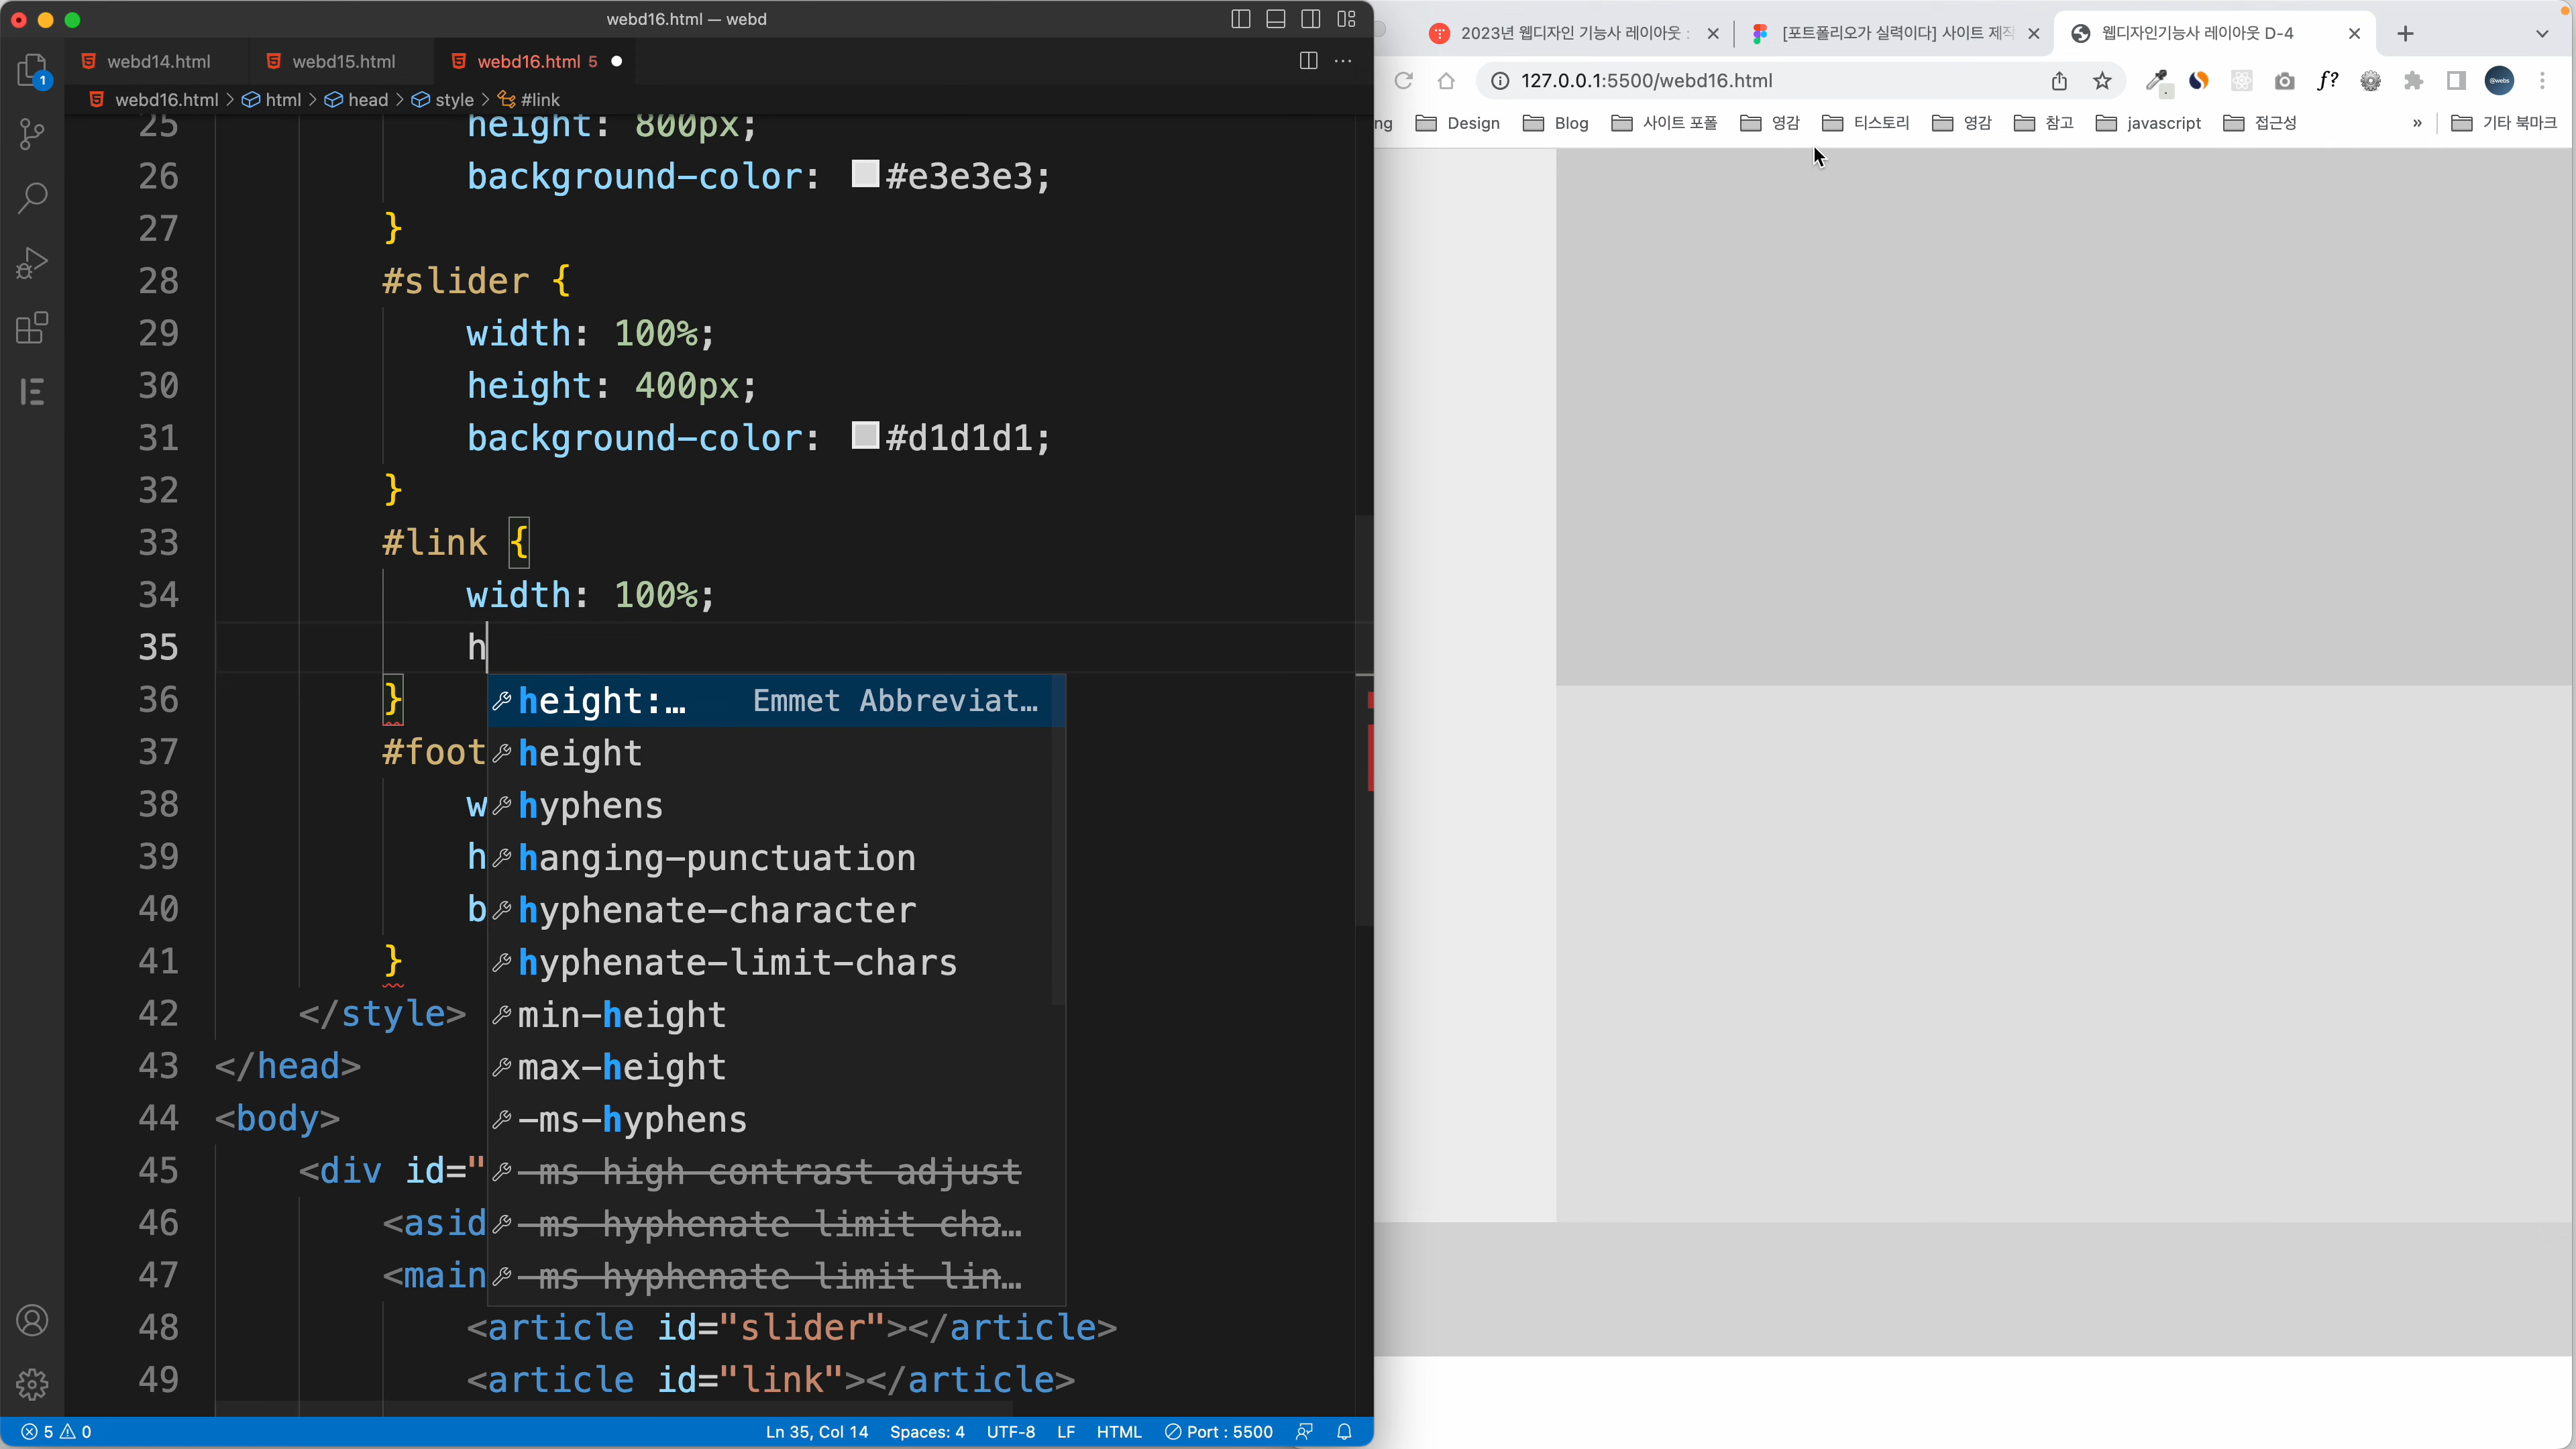 webd16.html — webd
webd14.html
webd15.html
webd16.html 5
webd16.html > html > head > style > #link
1
25 height: 800px;
26 background-color: #e3e3e3;
27 }
28 #slider {
29 width: 100%;
30 height: 400px;
31 background-color: #d1d1d1;
32 }
33 #link {
34 width: 100%;
35 h
36 }
height:… Emmet Abbreviat…
37 #foot
height
38 w
hyphens
39 h
hanging-punctuation
40 b
hyphenate-character
41 }
hyphenate-limit-chars
42 </style>
min-height
43 </head>
max-height
44 <body>
-ms-hyphens
45 <div id="
-ms-high-contrast-adjust
46 <asid
-ms-hyphenate-limit-cha…
47 <main
-ms-hyphenate-limit-lin…
48 <article id="slider"></article>
49 <article id="link"></article>
5 0
Ln 35, Col 14 Spaces: 4 UTF-8 LF HTML Port : 5500
2023년 웹디자인 기능사 레이아웃 :
[포트폴리오가 실력이다] 사이트 제작
웹디자인기능사 레이아웃 D-4
127.0.0.1:5500/webd16.html
f?
ng Design Blog 사이트 포폴 영감 티스토리 영감 참고 javascript 접근성 » 기타 북마크